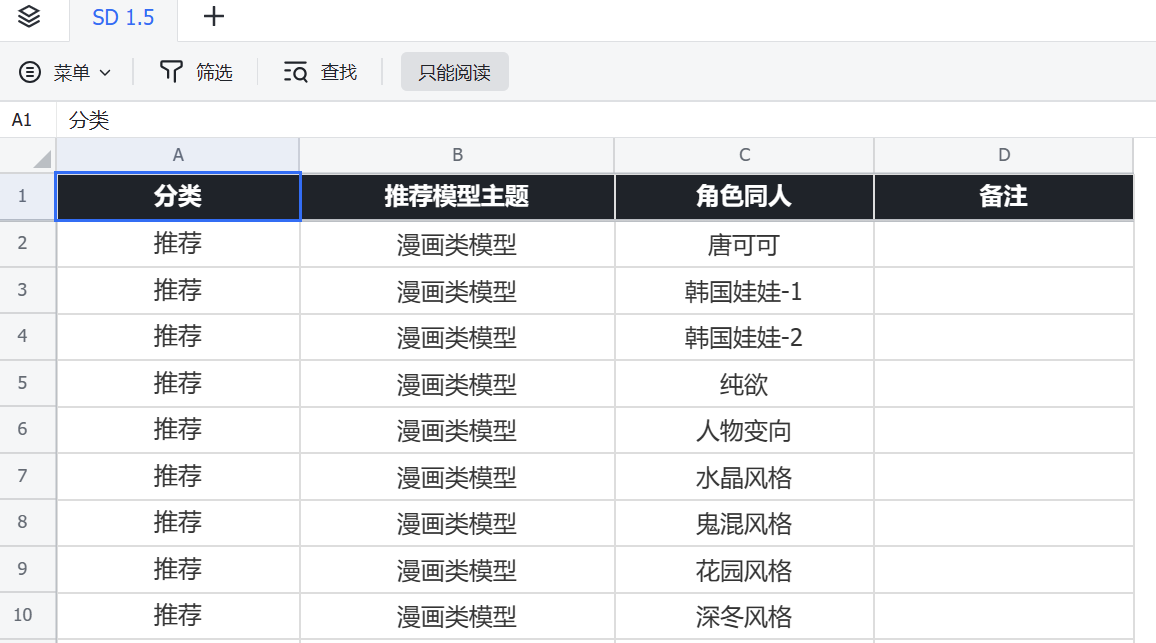 SD 1.5
菜单 筛选 查找 只能阅读
A1 分类
A B C D
1 分类 推荐模型主题 角色同人 备注
2 推荐 漫画类模型 唐可可
3 推荐 漫画类模型 韩国娃娃-1
4 推荐 漫画类模型 韩国娃娃-2
5 推荐 漫画类模型 纯欲
6 推荐 漫画类模型 人物变向
7 推荐 漫画类模型 水晶风格
8 推荐 漫画类模型 鬼混风格
9 推荐 漫画类模型 花园风格
10 推荐 漫画类模型 深冬风格